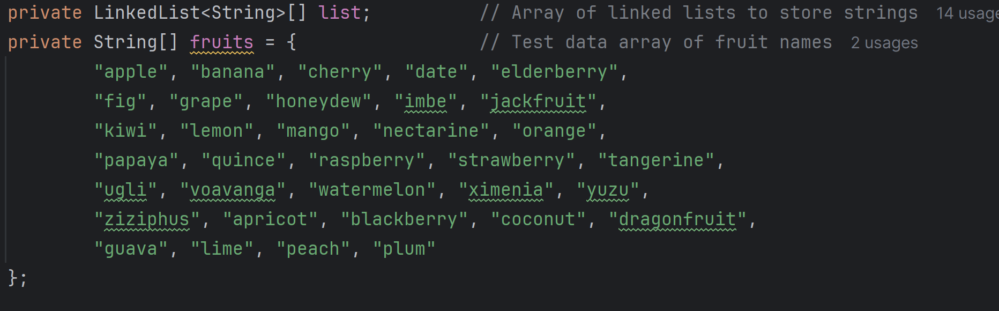 private LinkedList<String>[] list;          // Array of linked lists to store strings  14 usage
private String[] fruits = {                 // Test data array of fruit names  2 usages
        "apple", "banana", "cherry", "date", "elderberry",
        "fig", "grape", "honeydew", "imbe", "jackfruit",
        "kiwi", "lemon", "mango", "nectarine", "orange",
        "papaya", "quince", "raspberry", "strawberry", "tangerine",
        "ugli", "voavanga", "watermelon", "ximenia", "yuzu",
        "ziziphus", "apricot", "blackberry", "coconut", "dragonfruit",
        "guava", "lime", "peach", "plum"
};